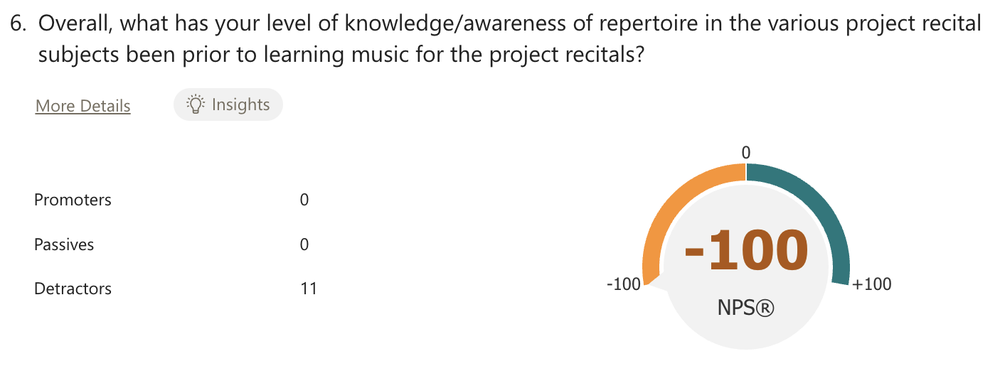 6. Overall, what has your level of knowledge/awareness of repertoire in the various project recital
subjects been prior to learning music for the project recitals?
More Details
Insights
0
Promoters 0
Passives 0
Detractors 11
-100
-100
+100
NPS®